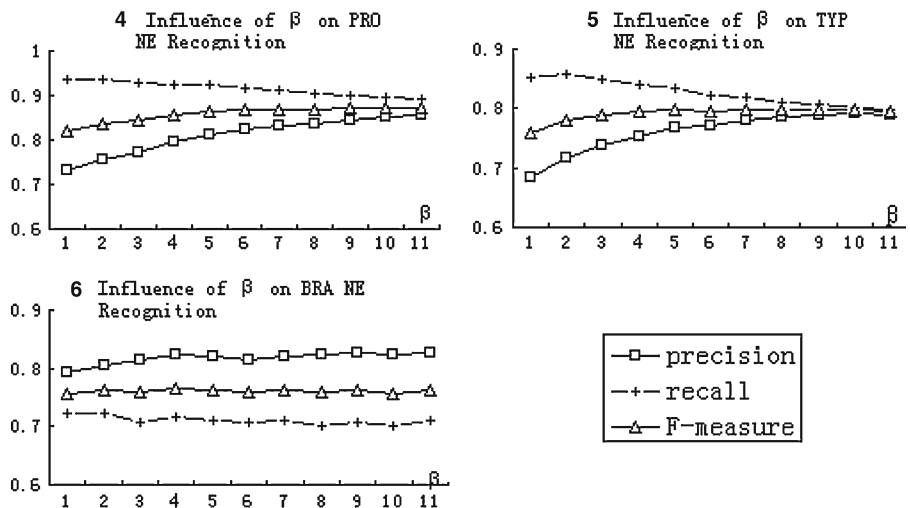 4 Influence of β on PRO
NE Recognition
1
0.9
0.8
0.7
0.6
β
1 2 3 4 5 6 7 8 9 10 11
5 Influence of β on TYP
NE Recognition
0.9
0.8
0.7
0.6
β
1 2 3 4 5 6 7 8 9 10 11
6 Influence of β on BRA NE
Recognition
0.9
0.8
0.7
0.6
β
1 2 3 4 5 6 7 8 9 10 11
precision
recall
F-measure